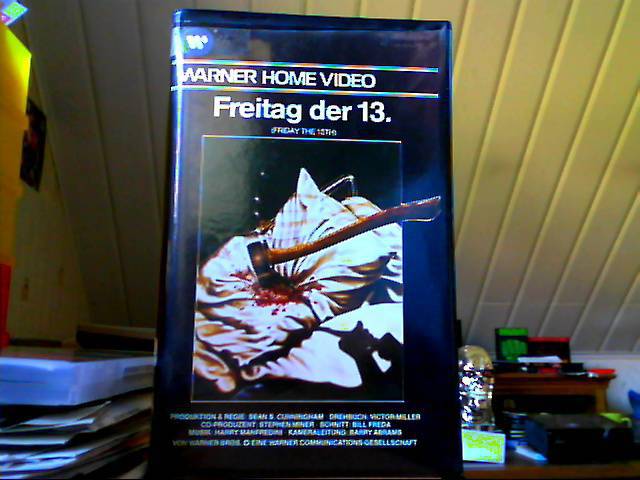 WARNER HOME VIDEO
Freitag der 13.
(FRIDAY THE 13TH)
PRODUKTION & REGIE: SEAN S. CUNNINGHAM · DREHBUCH: VICTOR MILLER
CO-PRODUZENT: STEPHEN MINER · SCHNITT: BILL FREDA
MUSIK: HARRY MANFREDINI · KAMERALEITUNG: BARRY ABRAMS
VON WARNER BROS. EINE WARNER COMMUNICATIONS-GESELLSCHAFT